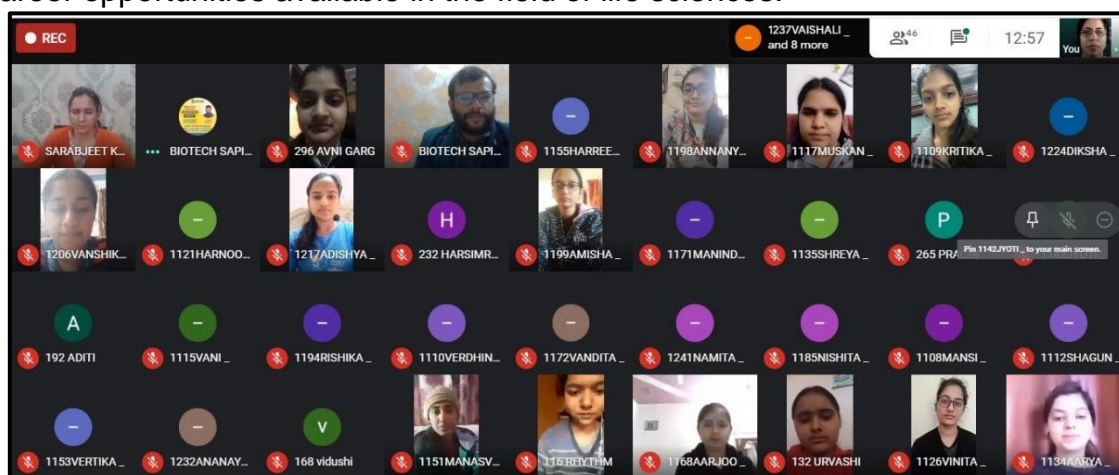 career opportunities available in the field of life sciences.
REC
1237VAISHALI _
and 8 more
46
12:57
You
SARABJEET K...
BIOTECH SAPI...
296 AVNI GARG
BIOTECH SAPI...
1155HARREE...
1198ANNANY...
1117MUSKAN _
1109KRITIKA _
1224DIKSHA _
1206VANSHIK...
1121HARNOO...
1217ADISHYA _
H
232 HARSIMR...
1199AMISHA _
1171MANIND...
1135SHREYA _
P
265 PRA
Pin 1142JYOTI _ to your main screen.
A
192 ADITI
1115VANI _
1194RISHIKA _
1110VERDHIN...
1172VANDITA _
1241NAMITA _
1185NISHITA _
1108MANSI _
1112SHAGUN _
1153VERTIKA _
1232ANANAY...
V
168 vidushi
1151MANASV...
116 RHYTHM
1168AARJOO _
132 URVASHI
1126VINITA _
1134AARYA _